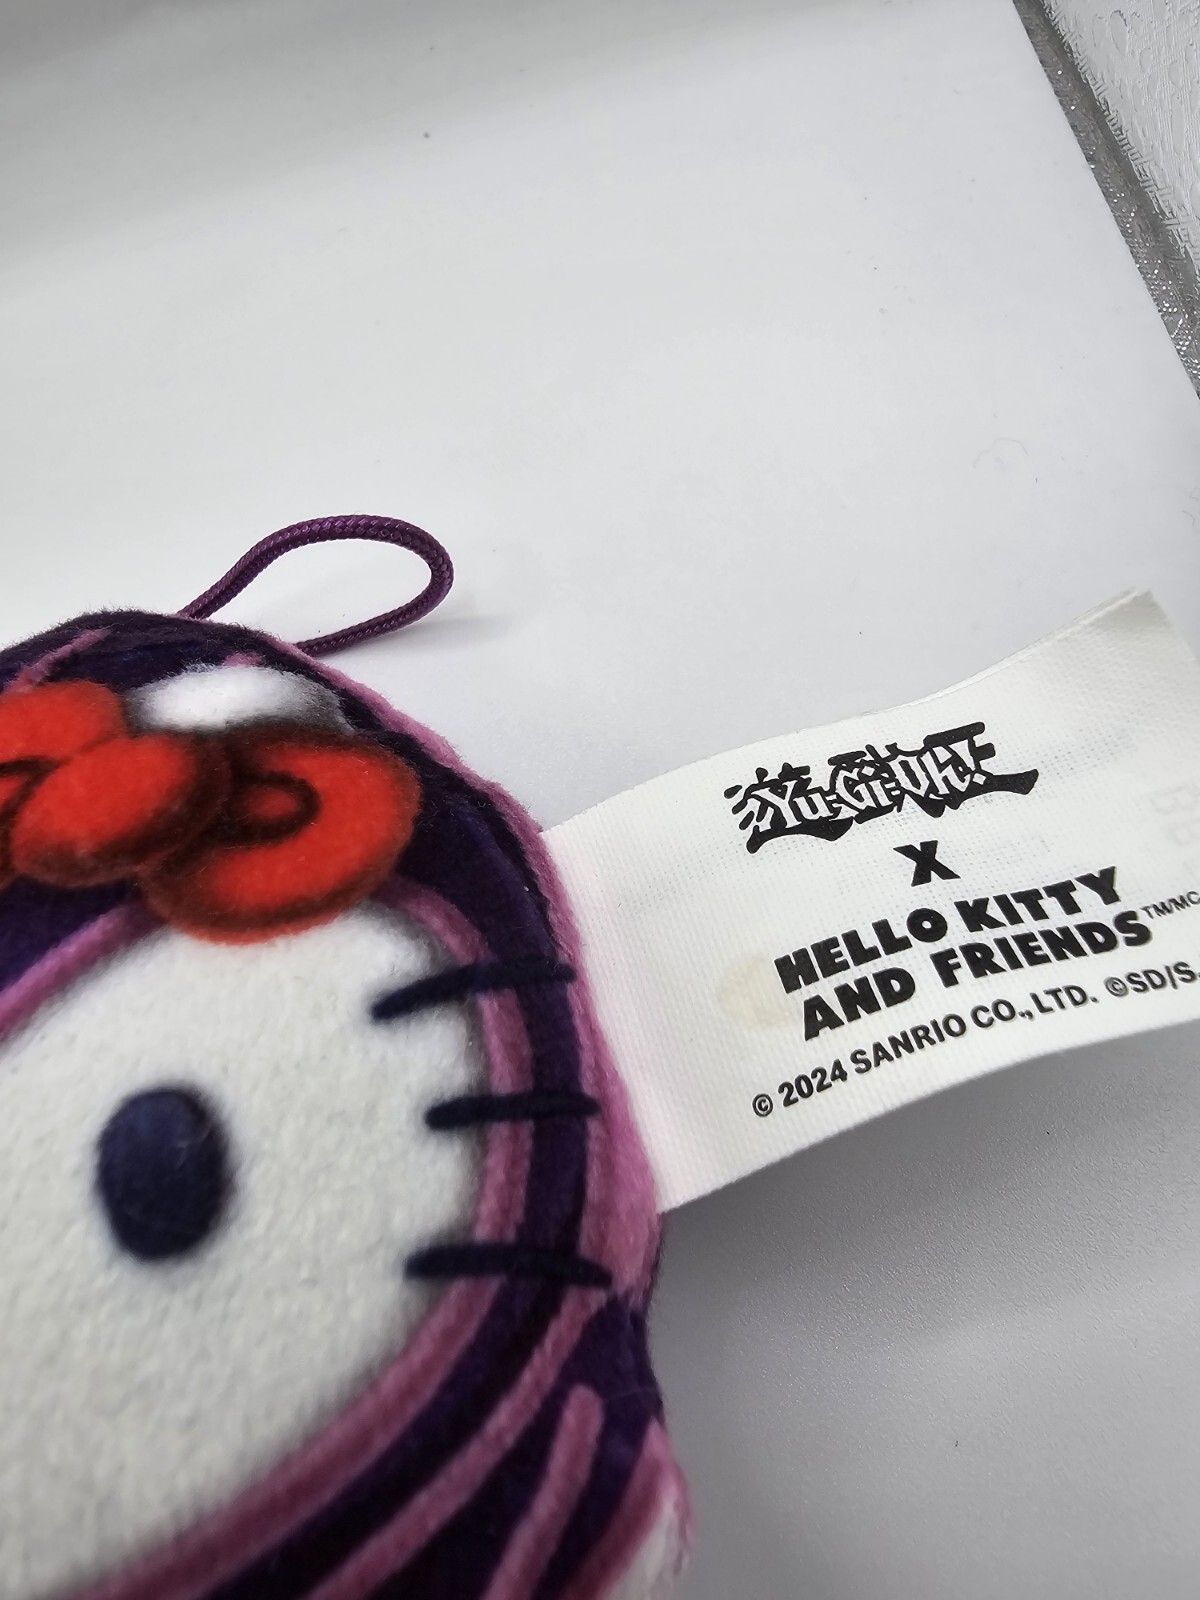 Yu-Gi-Oh!
X
HELLO KITTY
AND FRIENDS™/MC
© 2024 SANRIO CO., LTD. ©SD/S.